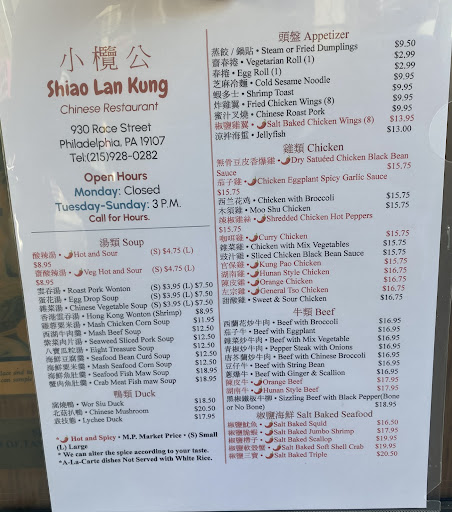 小欖公
Shiao Lan Kung
Chinese Restaurant
930 Race Street
Philadelphia, PA 19107
Tel:(215)928-0282
Open Hours
Monday: Closed
Tuesday-Sunday: 3 P.M.
Call for Hours.
湯類 Soup
酸辣湯 • Hot and Sour (S) $4.75 (L)
$8.95
齋酸辣湯 • Veg Hot and Sour (S) $4.75 (L)
$8.95
雲吞湯 • Roast Pork Wonton (S) $3.95 (L) $7.50
蛋花湯 • Egg Drop Soup (S) $3.95 (L) $7.50
雜菜湯 • Chinese Vegetable Soup (S) $3.95 (L) $7.50
香港雲吞湯 • Hong Kong Wonton (Shrimp) $8.95
雞蓉粟米湯 • Mash Chicken Corn Soup $11.95
西蘭牛肉羹 • Mash Beef Soup $12.50
紫菜肉片湯 • Seaweed Sliced Pork Soup $12.50
八寶瓜粒湯 • Eight Treasure Soup $12.50
海鮮豆腐羹 • Seafood Bean Curd Soup $12.50
海鮮粟米羹 • Mash Seafood Corn Soup $12.50
海鮮魚肚羹 • Seafood Fish Maw Soup $18.95
蟹肉魚肚羹 • Crab Meat Fish maw Soup $18.95
鴨類 Duck
窩燒鴨 • Wor Siu Duck $18.50
北菇扒鴨 • Chinese Mushroom $20.50
荔枝鴨 • Lychee Duck $17.95
• Hot and Spicy • M.P. Market Price • (S) Small
(L) Large
* We can alter the spice according to your taste.
*A-La-Carte dishes Not Served with White Rice.
頭盤 Appetizer
蒸餃 / 鍋貼 • Steam or Fried Dumplings $9.50
齋春捲 • Vegetarian Roll (1) $2.99
春捲 • Egg Roll (1) $2.99
芝麻冷麵 • Cold Sesame Noodle $9.95
蝦多士 • Shrimp Toast $9.95
炸雞翼 • Fried Chicken Wings (8) $13.95
蜜汁叉燒 • Chinese Roast Pork $9.95
椒鹽雞翼 • Salt Baked Chicken Wings (8) $13.95
涼拌海蜇 • Jellyfish $13.00
雞類 Chicken
無骨豆皮香爆雞 • Dry Satuéed Chicken Black Bean
Sauce $15.75
茄子雞 • Chicken Eggplant Spicy Garlic Sauce
$15.75
西兰花鸡 • Chicken with Broccoli $15.75
木須雞 • Moo Shu Chicken $15.75
辣椒雞絲 • Shredded Chicken Hot Peppers
$15.75
咖喱雞 • Curry Chicken $15.75
雜菜雞 • Chicken with Mix Vegetables $15.75
豉汁雞 • Sliced Chicken Black Bean Sauce $15.75
宮保雞 • Kung Pao Chicken $15.75
湖南雞 • Hunan Style Chicken $15.75
陳皮雞 • Orange Chicken $16.75
左宗雞 • General Tso Chicken $16.75
甜酸雞 • Sweet & Sour Chicken $16.75
牛類 Beef
西蘭花炒牛肉 • Beef with Broccoli $16.95
茄子牛 • Beef with Eggplant $16.95
雜菜炒牛肉 • Beef with Mix Vegetable $16.95
青椒炒牛肉 • Pepper Steak with Onions $16.95
唐芥蘭炒牛肉 • Beef with Chinese Broccoli $16.95
豆仔牛 • Beef with String Bean $16.95
薑蔥牛 • Beef with Ginger & Scallion $16.95
陳皮牛 • Orange Beef $17.95
湖南牛 • Hunan Style Beef $17.95
黑椒鐵板牛柳 • Sizzling Beef with Black Pepper(Bone
or No Bone) $18.95
椒鹽海鮮 Salt Baked Seafood
椒鹽魷魚 • Salt Baked Squid $16.50
椒鹽脆蝦 • Salt Baked Jumbo Shrimp $17.95
椒鹽帶子 • Salt Baked Scallop $19.95
椒鹽軟殼蟹 • Salt Baked Soft Shell Crab $19.95
椒鹽三寶 • Salt Baked Triple $20.50